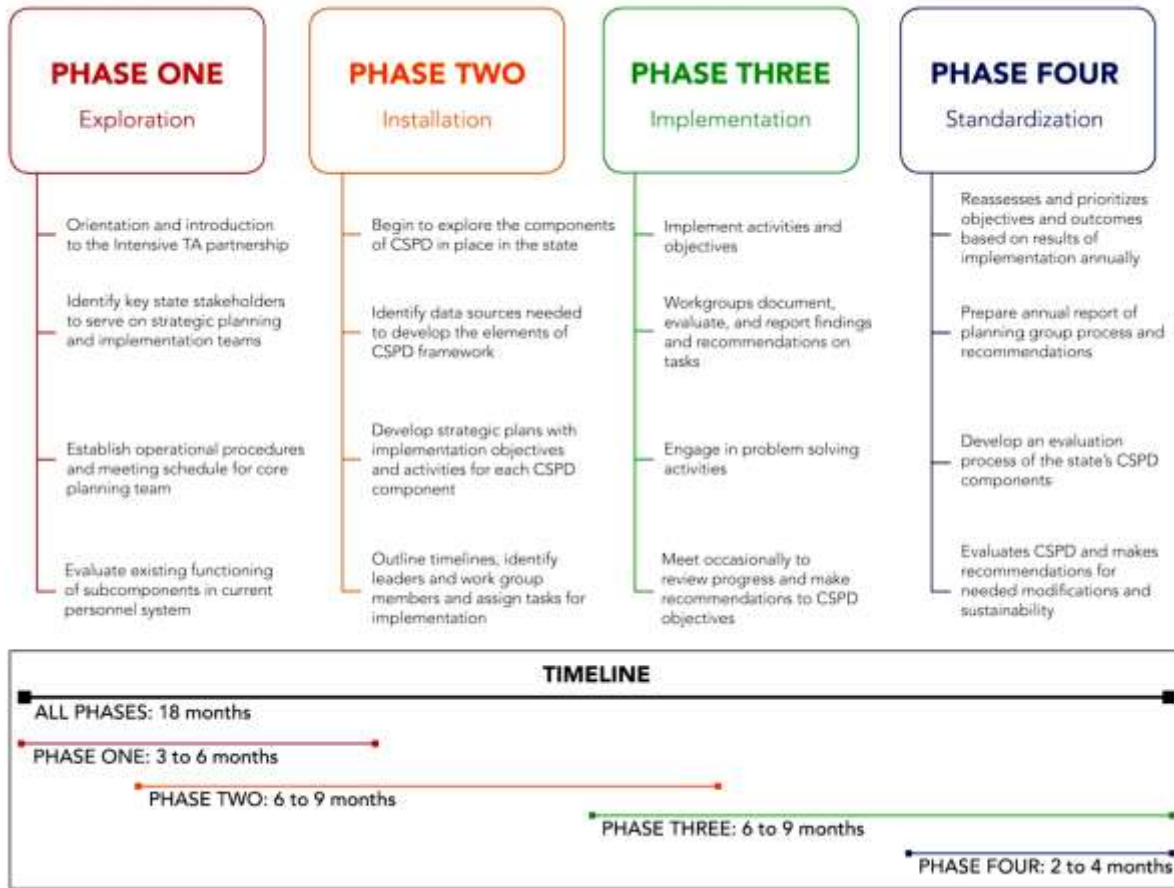 PHASE ONE
Exploration
Orientation and introduction
to the Intensive TA partnership
Identify key state stakeholders
to serve on strategic planning
and implementation teams
Establish operational procedures
and meeting schedule for core
planning team
Evaluate existing functioning
of subcomponents in current
personnel system
PHASE TWO
Installation
Begin to explore the components
of CSPD in place in the state
Identify data sources needed
to develop the elements of
CSPD framework
Develop strategic plans with
implementation objectives
and activities for each CSPD
component
Outline timelines, identify
leaders and work group
members and assign tasks for
implementation
PHASE THREE
Implementation
Implement activities and
objectives
Workgroups document,
evaluate, and report findings
and recommendations on
tasks
Engage in problem solving
activities
Meet occasionally to
review progress and make
recommendations to CSPD
objectives
PHASE FOUR
Standardization
Reassesses and prioritizes
objectives and outcomes
based on results of
implementation annually
Prepare annual report of
planning group process and
recommendations
Develop an evaluation
process of the state's CSPD
components
Evaluates CSPD and makes
recommendations for
needed modifications and
sustainability
TIMELINE
ALL PHASES: 18 months
PHASE ONE: 3 to 6 months
PHASE TWO: 6 to 9 months
PHASE THREE: 6 to 9 months
PHASE FOUR: 2 to 4 months